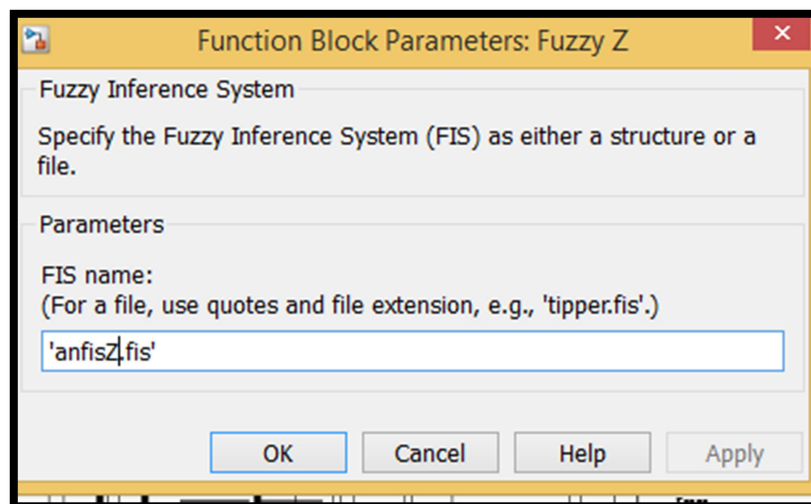 Function Block Parameters: Fuzzy Z
Fuzzy Inference System
Specify the Fuzzy Inference System (FIS) as either a structure or a
file.
Parameters
FIS name:
(For a file, use quotes and file extension, e.g., 'tipper.fis'.)
'anfisZ.fis'
OK Cancel Help Apply